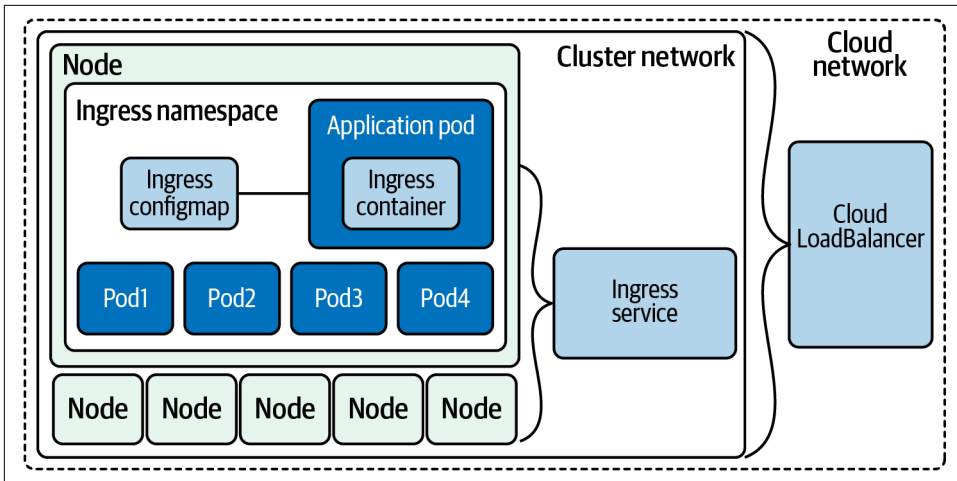 Node
Ingress namespace
Application pod
Ingress
configmap
Ingress
container
Pod1
Pod2
Pod3
Pod4
Node
Node
Node
Node
Node
Cluster network
Ingress
service
Cloud
network
Cloud
LoadBalancer